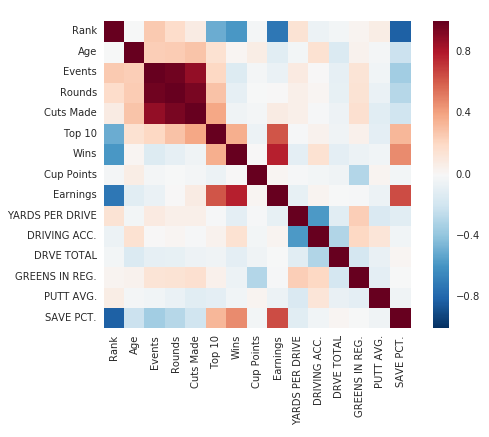 Rank
Age
Events
Rounds
Cuts Made
Top 10
Wins
Cup Points
Earnings
YARDS PER DRIVE
DRIVING ACC.
DRVE TOTAL
GREENS IN REG.
PUTT AVG.
SAVE PCT.
0.8
0.4
0.0
−0.4
−0.8
Rank
Age
Events
Rounds
Cuts Made
Top 10
Wins
Cup Points
Earnings
YARDS PER DRIVE
DRIVING ACC.
DRVE TOTAL
GREENS IN REG.
PUTT AVG.
SAVE PCT.